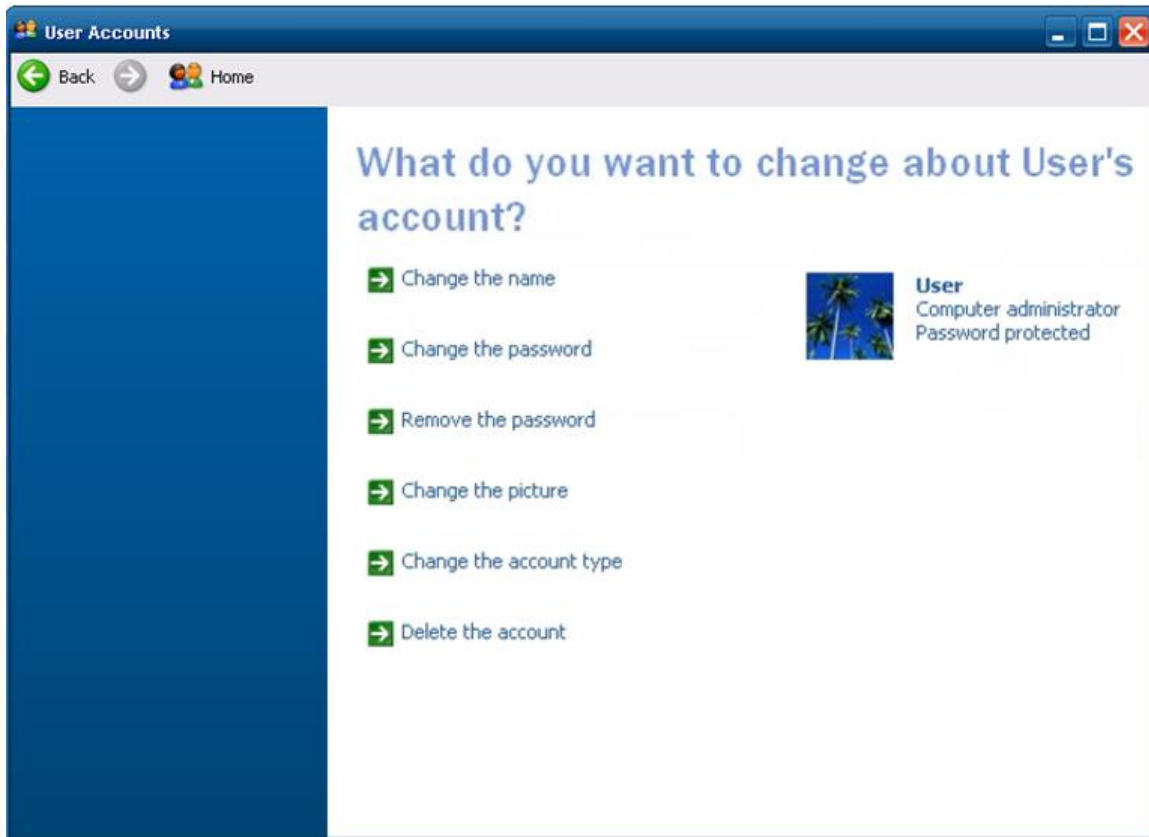 User Accounts
Back Home
What do you want to change about User's
account?
Change the name
User
Computer administrator
Password protected
Change the password
Remove the password
Change the picture
Change the account type
Delete the account